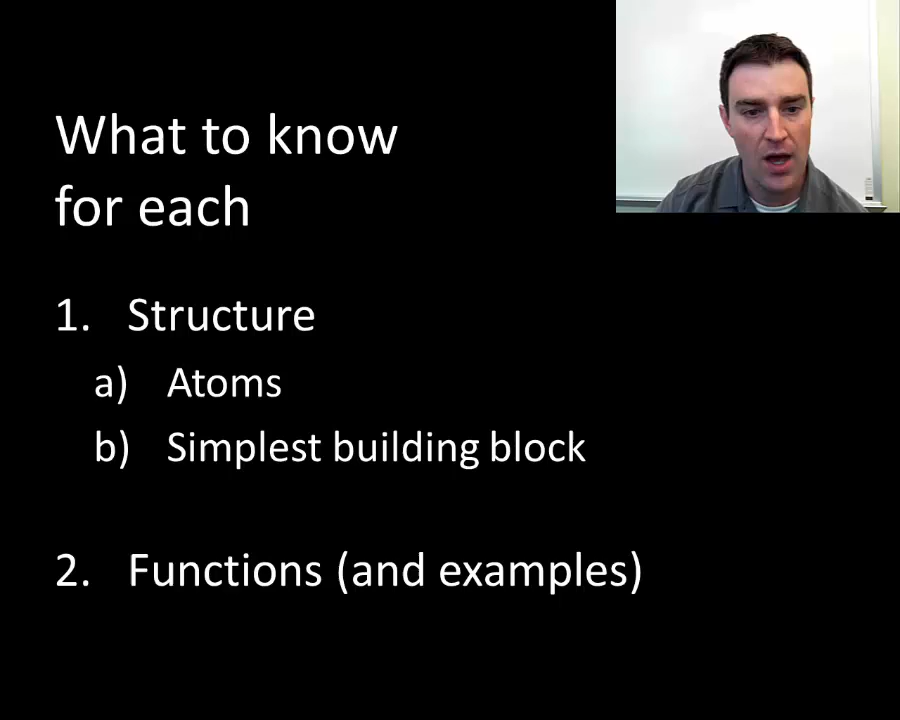 What to know
for each
1. Structure
a) Atoms
b) Simplest building block
2. Functions (and examples)